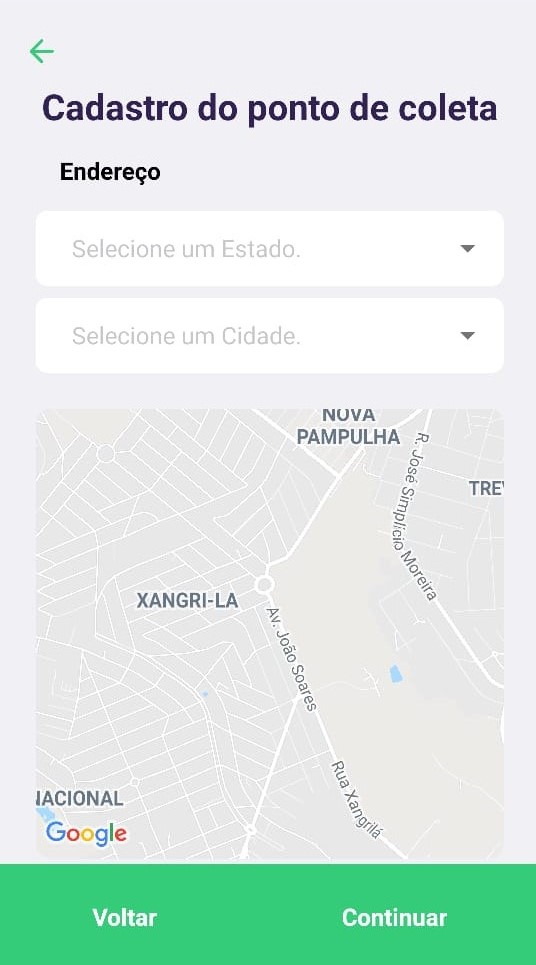 Cadastro do ponto de coleta
Endereço
Selecione um Estado.
Selecione um Cidade.
NOVA
PAMPULHA
R. José Simplício Moreira
TREV
XANGRI-LA
Av. João Soares
Rua Xangrilá
NACIONAL
Google
Voltar
Continuar